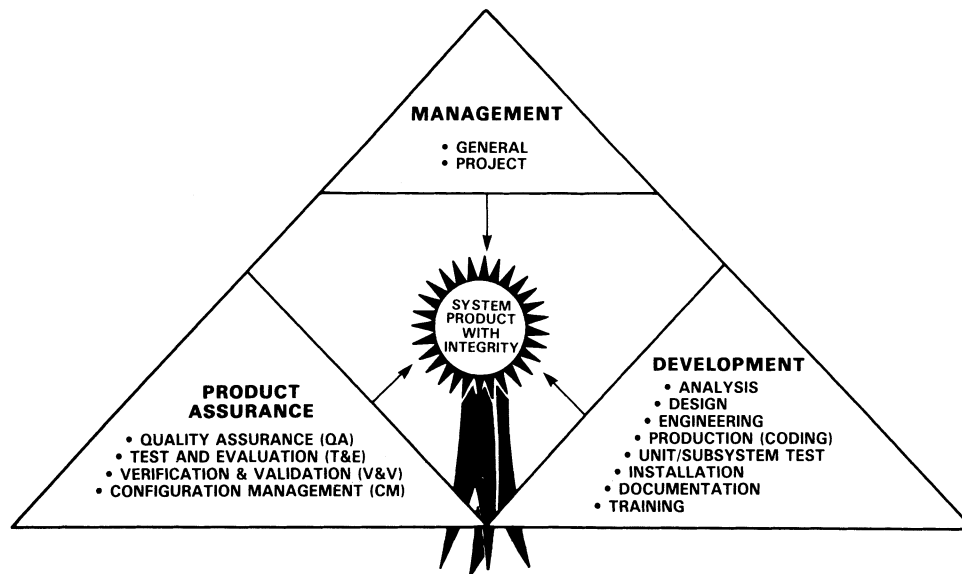 MANAGEMENT
• GENERAL
• PROJECT
SYSTEM
PRODUCT
WITH
INTEGRITY
PRODUCT
ASSURANCE
• QUALITY ASSURANCE (QA)
• TEST AND EVALUATION (T&E)
• VERIFICATION & VALIDATION (V&V)
• CONFIGURATION MANAGEMENT (CM)
DEVELOPMENT
• ANALYSIS
• DESIGN
• ENGINEERING
• PRODUCTION (CODING)
• UNIT/SUBSYSTEM TEST
• INSTALLATION
• DOCUMENTATION
• TRAINING